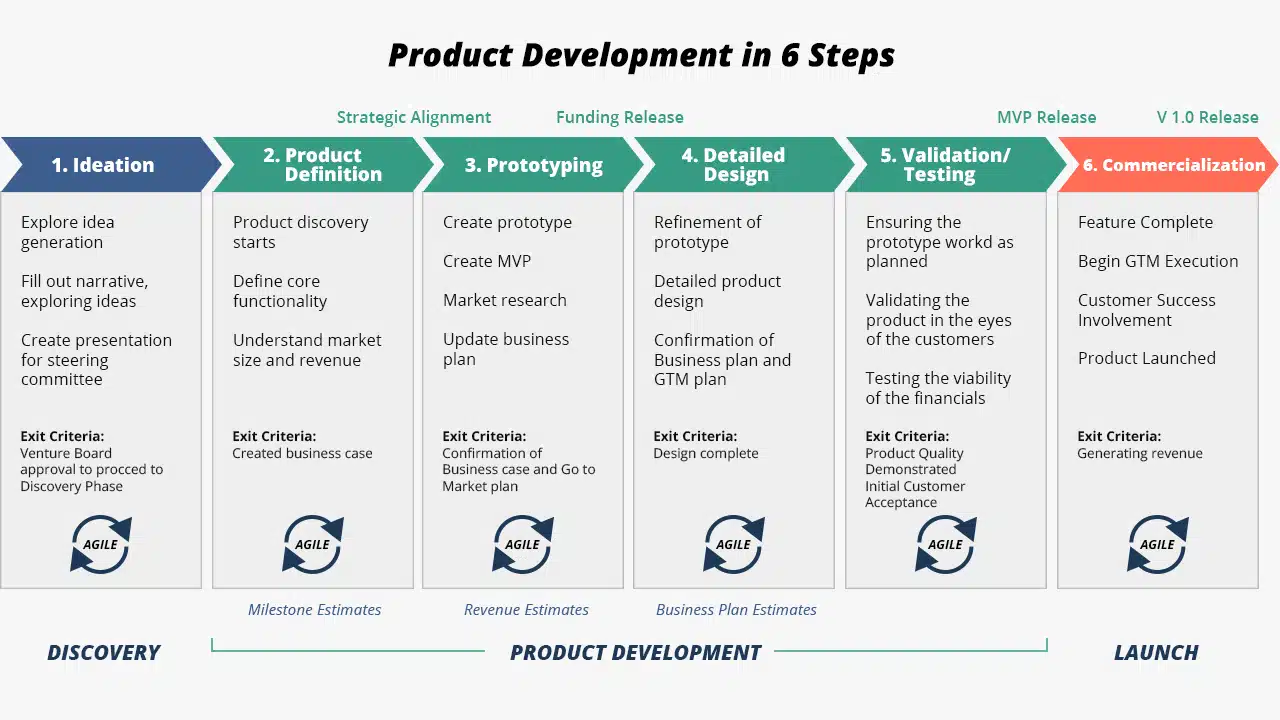 Product Development in 6 Steps
Strategic Alignment
Funding Release
MVP Release
V 1.0 Release
1. Ideation
Explore idea
generation
Fill out narrative,
exploring ideas
Create presentation
for steering
committee
Exit Criteria:
Venture Board
approval to procced to
Discovery Phase
AGILE
2. Product
Definition
Product discovery
starts
Define core
functionality
Understand market
size and revenue
Exit Criteria:
Created business case
AGILE
Milestone Estimates
3. Prototyping
Create prototype
Create MVP
Market research
Update business
plan
Exit Criteria:
Confirmation of
Business case and Go to
Market plan
AGILE
Revenue Estimates
4. Detailed
Design
Refinement of
prototype
Detailed product
design
Confirmation of
Business plan and
GTM plan
Exit Criteria:
Design complete
AGILE
Business Plan Estimates
5. Validation/
Testing
Ensuring the
prototype workd as
planned
Validating the
product in the eyes
of the customers
Testing the viability
of the financials
Exit Criteria:
Product Quality
Demonstrated
Initial Customer
Acceptance
AGILE
6. Commercialization
Feature Complete
Begin GTM Execution
Customer Success
Involvement
Product Launched
Exit Criteria:
Generating revenue
AGILE
DISCOVERY
PRODUCT DEVELOPMENT
LAUNCH